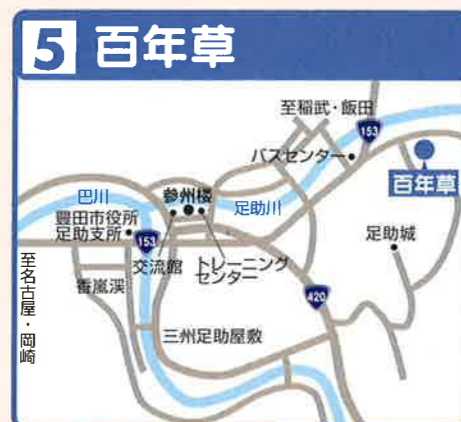 5 百年草
至稲武・飯田
153
バスセンター
百年草
巴川
参州楼
足助川
豊田市役所
足助支所
153
足助城
至名古屋・岡崎
香嵐渓
交流館
トレーニング
センター
420
三州足助屋敷